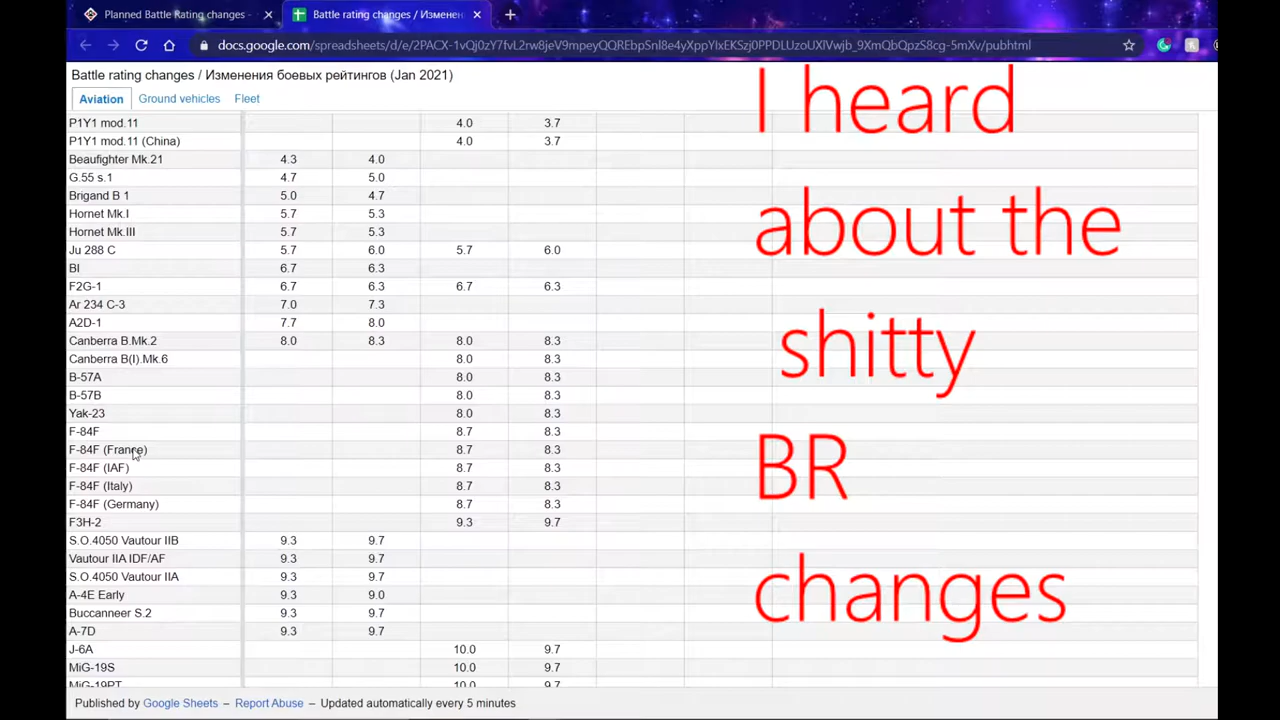 Planned Battle Rating changes -
Battle rating changes / Изменен
docs.google.com/spreadsheets/d/e/2PACX-1vQj0zY7fvL2rw8jeV9mpeyQQREbpSnI8e4yXppYIxEKSzj0PPDLUzoUXlVwjb_9XmQbQpzS8cg-5mXv/pubhtml
Battle rating changes / Изменения боевых рейтингов (Jan 2021)
Aviation Ground vehicles Fleet
P1Y1 mod.11 4.0 3.7
P1Y1 mod.11 (China) 4.0 3.7
Beaufighter Mk.21 4.3 4.0
G.55 s.1 4.7 5.0
Brigand B 1 5.0 4.7
Hornet Mk.I 5.7 5.3
Hornet Mk.III 5.7 5.3
Ju 288 C 5.7 6.0 5.7 6.0
BI 6.7 6.3
F2G-1 6.7 6.3 6.7 6.3
Ar 234 C-3 7.0 7.3
A2D-1 7.7 8.0
Canberra B.Mk.2 8.0 8.3 8.0 8.3
Canberra B(I).Mk.6 8.0 8.3
B-57A 8.0 8.3
B-57B 8.0 8.3
Yak-23 8.0 8.3
F-84F 8.7 8.3
F-84F (France) 8.7 8.3
F-84F (IAF) 8.7 8.3
F-84F (Italy) 8.7 8.3
F-84F (Germany) 8.7 8.3
F3H-2 9.3 9.7
S.O.4050 Vautour IIB 9.3 9.7
Vautour IIA IDF/AF 9.3 9.7
S.O.4050 Vautour IIA 9.3 9.7
A-4E Early 9.3 9.0
Buccanneer S.2 9.3 9.7
A-7D 9.3 9.7
J-6A 10.0 9.7
MiG-19S 10.0 9.7
MiG-19PT 10.0 9.7
Published by Google Sheets – Report Abuse – Updated automatically every 5 minutes
I heard
about the
shitty
BR
changes